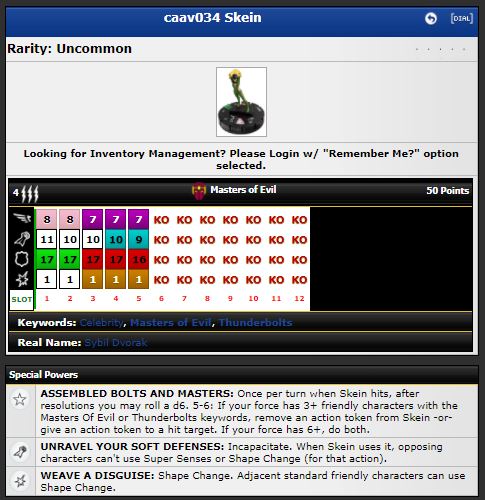 caav034 Skein
[DIAL]
Rarity: Uncommon
Looking for Inventory Management? Please Login w/ "Remember Me?" option
selected.
4 Masters of Evil 50 Points
8 8 7 7 7 KO KO KO KO KO KO KO
11 10 10 10 9 KO KO KO KO KO KO KO
17 17 17 17 16 KO KO KO KO KO KO KO
1 1 1 1 1 KO KO KO KO KO KO KO
SLOT 1 2 3 4 5 6 7 8 9 10 11 12
Keywords: Celebrity, Masters of Evil, Thunderbolts
Real Name: Sybil Dvorak
Special Powers
ASSEMBLED BOLTS AND MASTERS: Once per turn when Skein hits, after
resolutions you may roll a d6. 5-6: If your force has 3+ friendly characters with the
Masters Of Evil or Thunderbolts keywords, remove an action token from Skein -or-
give an action token to a hit target. If your force has 6+, do both.
UNRAVEL YOUR SOFT DEFENSES: Incapacitate. When Skein uses it, opposing
characters can't use Super Senses or Shape Change (for that action).
WEAVE A DISGUISE: Shape Change. Adjacent standard friendly characters can use
Shape Change.